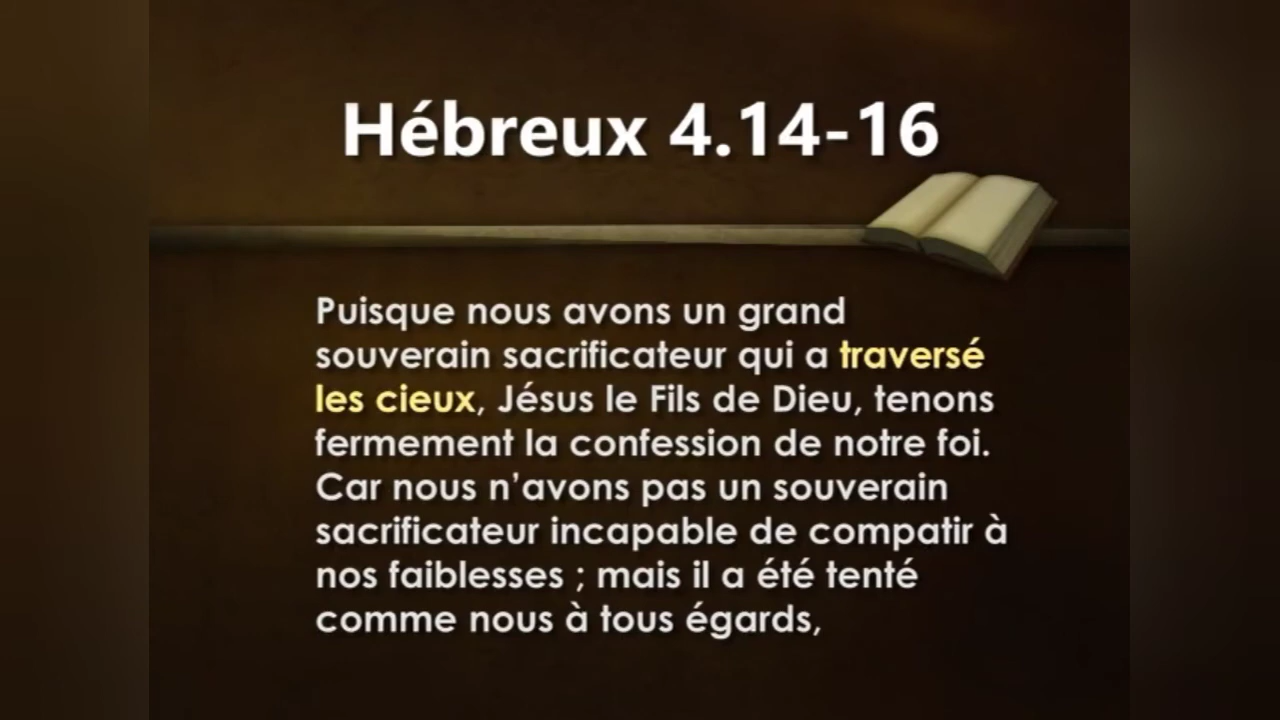 Hébreux 4.14-16
Puisque nous avons un grand
souverain sacrificateur qui a traversé
les cieux, Jésus le Fils de Dieu, tenons
fermement la confession de notre foi.
Car nous n’avons pas un souverain
sacrificateur incapable de compatir à
nos faiblesses ; mais il a été tenté
comme nous à tous égards,